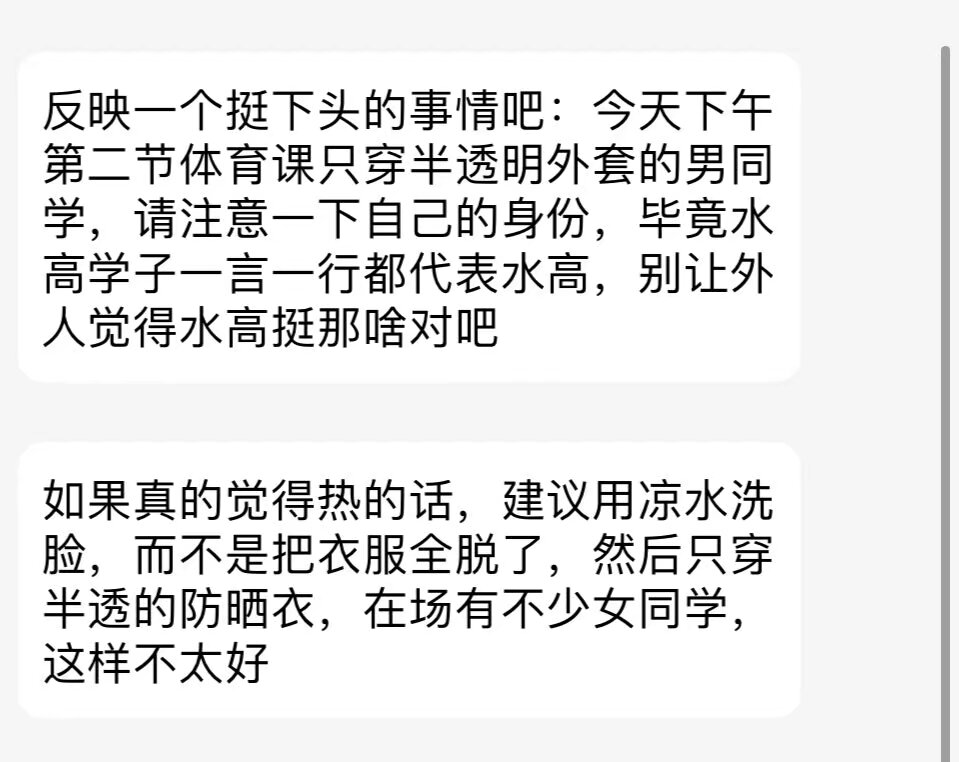 反映一个挺下头的事情吧：今天下午
第二节体育课只穿半透明外套的男同
学，请注意一下自己的身份，毕竟水
高学子一言一行都代表水高，别让外
人觉得水高挺那啥对吧
如果真的觉得热的话，建议用凉水洗
脸，而不是把衣服全脱了，然后只穿
半透的防晒衣，在场有不少女同学，
这样不太好